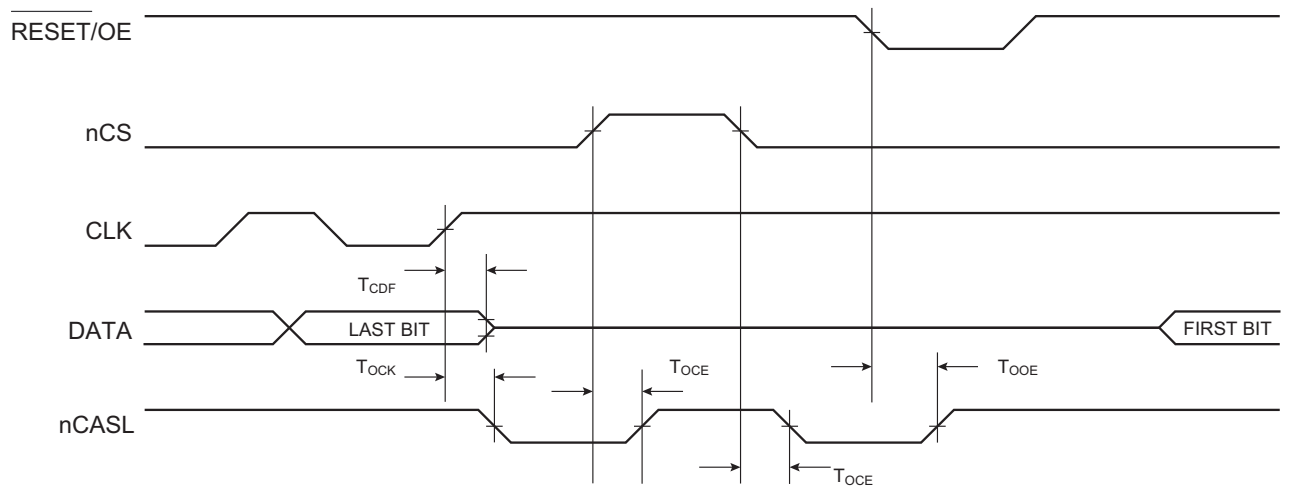 RESET/OE
nCS
CLK
TCDF
DATA LAST BIT FIRST BIT
TOCK TOCE TOOE
nCASL
TOCE